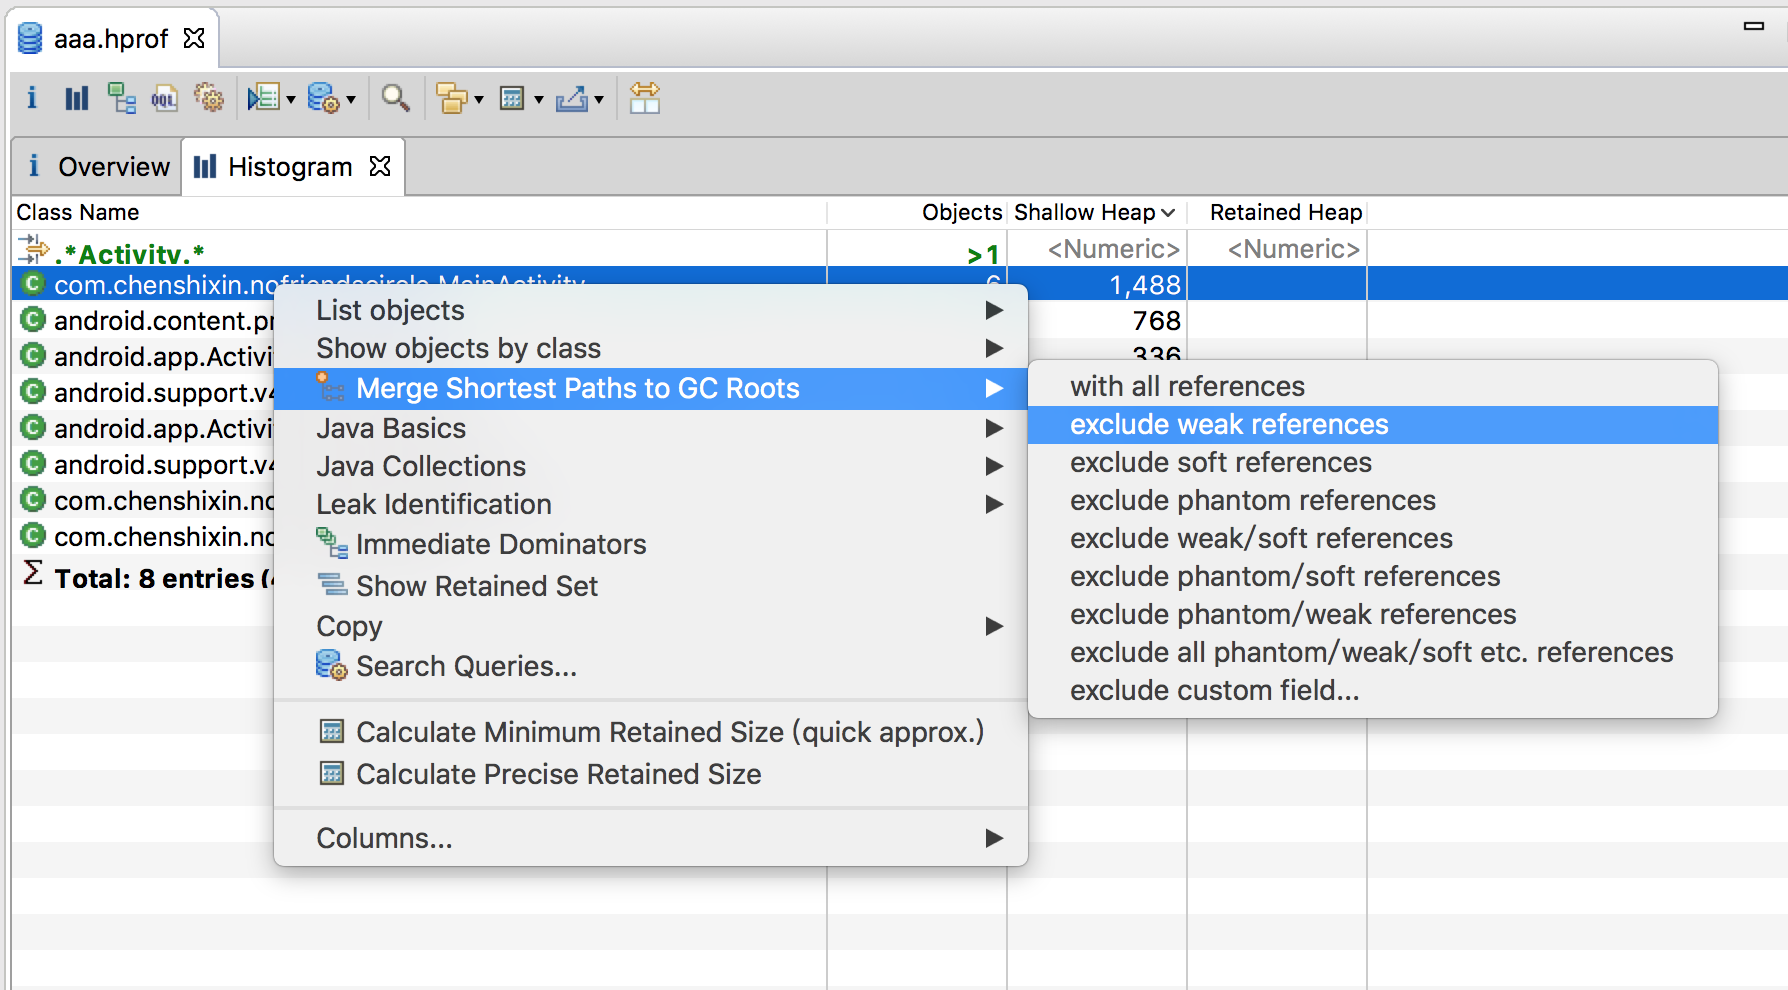 aaa.hprof
OQL
Overview
Histogram
Class Name Objects Shallow Heap Retained Heap
.*Activity.* >1 <Numeric> <Numeric>
com.chenshixin.nofriendscircle.MainActivity 6 1,488
android.content.pr 768
android.app.Activi 336
android.support.v4
android.app.Activi
android.support.v4
com.chenshixin.no
com.chenshixin.no
Total: 8 entries (
List objects
Show objects by class
Merge Shortest Paths to GC Roots
Java Basics
Java Collections
Leak Identification
Immediate Dominators
Show Retained Set
Copy
Search Queries...
Calculate Minimum Retained Size (quick approx.)
Calculate Precise Retained Size
Columns...
with all references
exclude weak references
exclude soft references
exclude phantom references
exclude weak/soft references
exclude phantom/soft references
exclude phantom/weak references
exclude all phantom/weak/soft etc. references
exclude custom field...